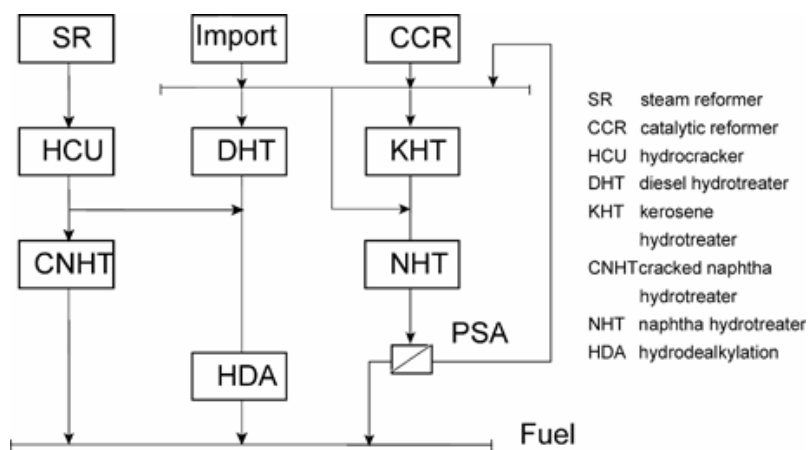 SR
Import
CCR
HCU
DHT
KHT
CNHT
NHT
PSA
HDA
Fuel
SR steam reformer
CCR catalytic reformer
HCU hydrocracker
DHT diesel hydrotreater
KHT kerosene
hydrotreater
CNHTcracked naphtha
hydrotreater
NHT naphtha hydrotreater
HDA hydrodealkylation